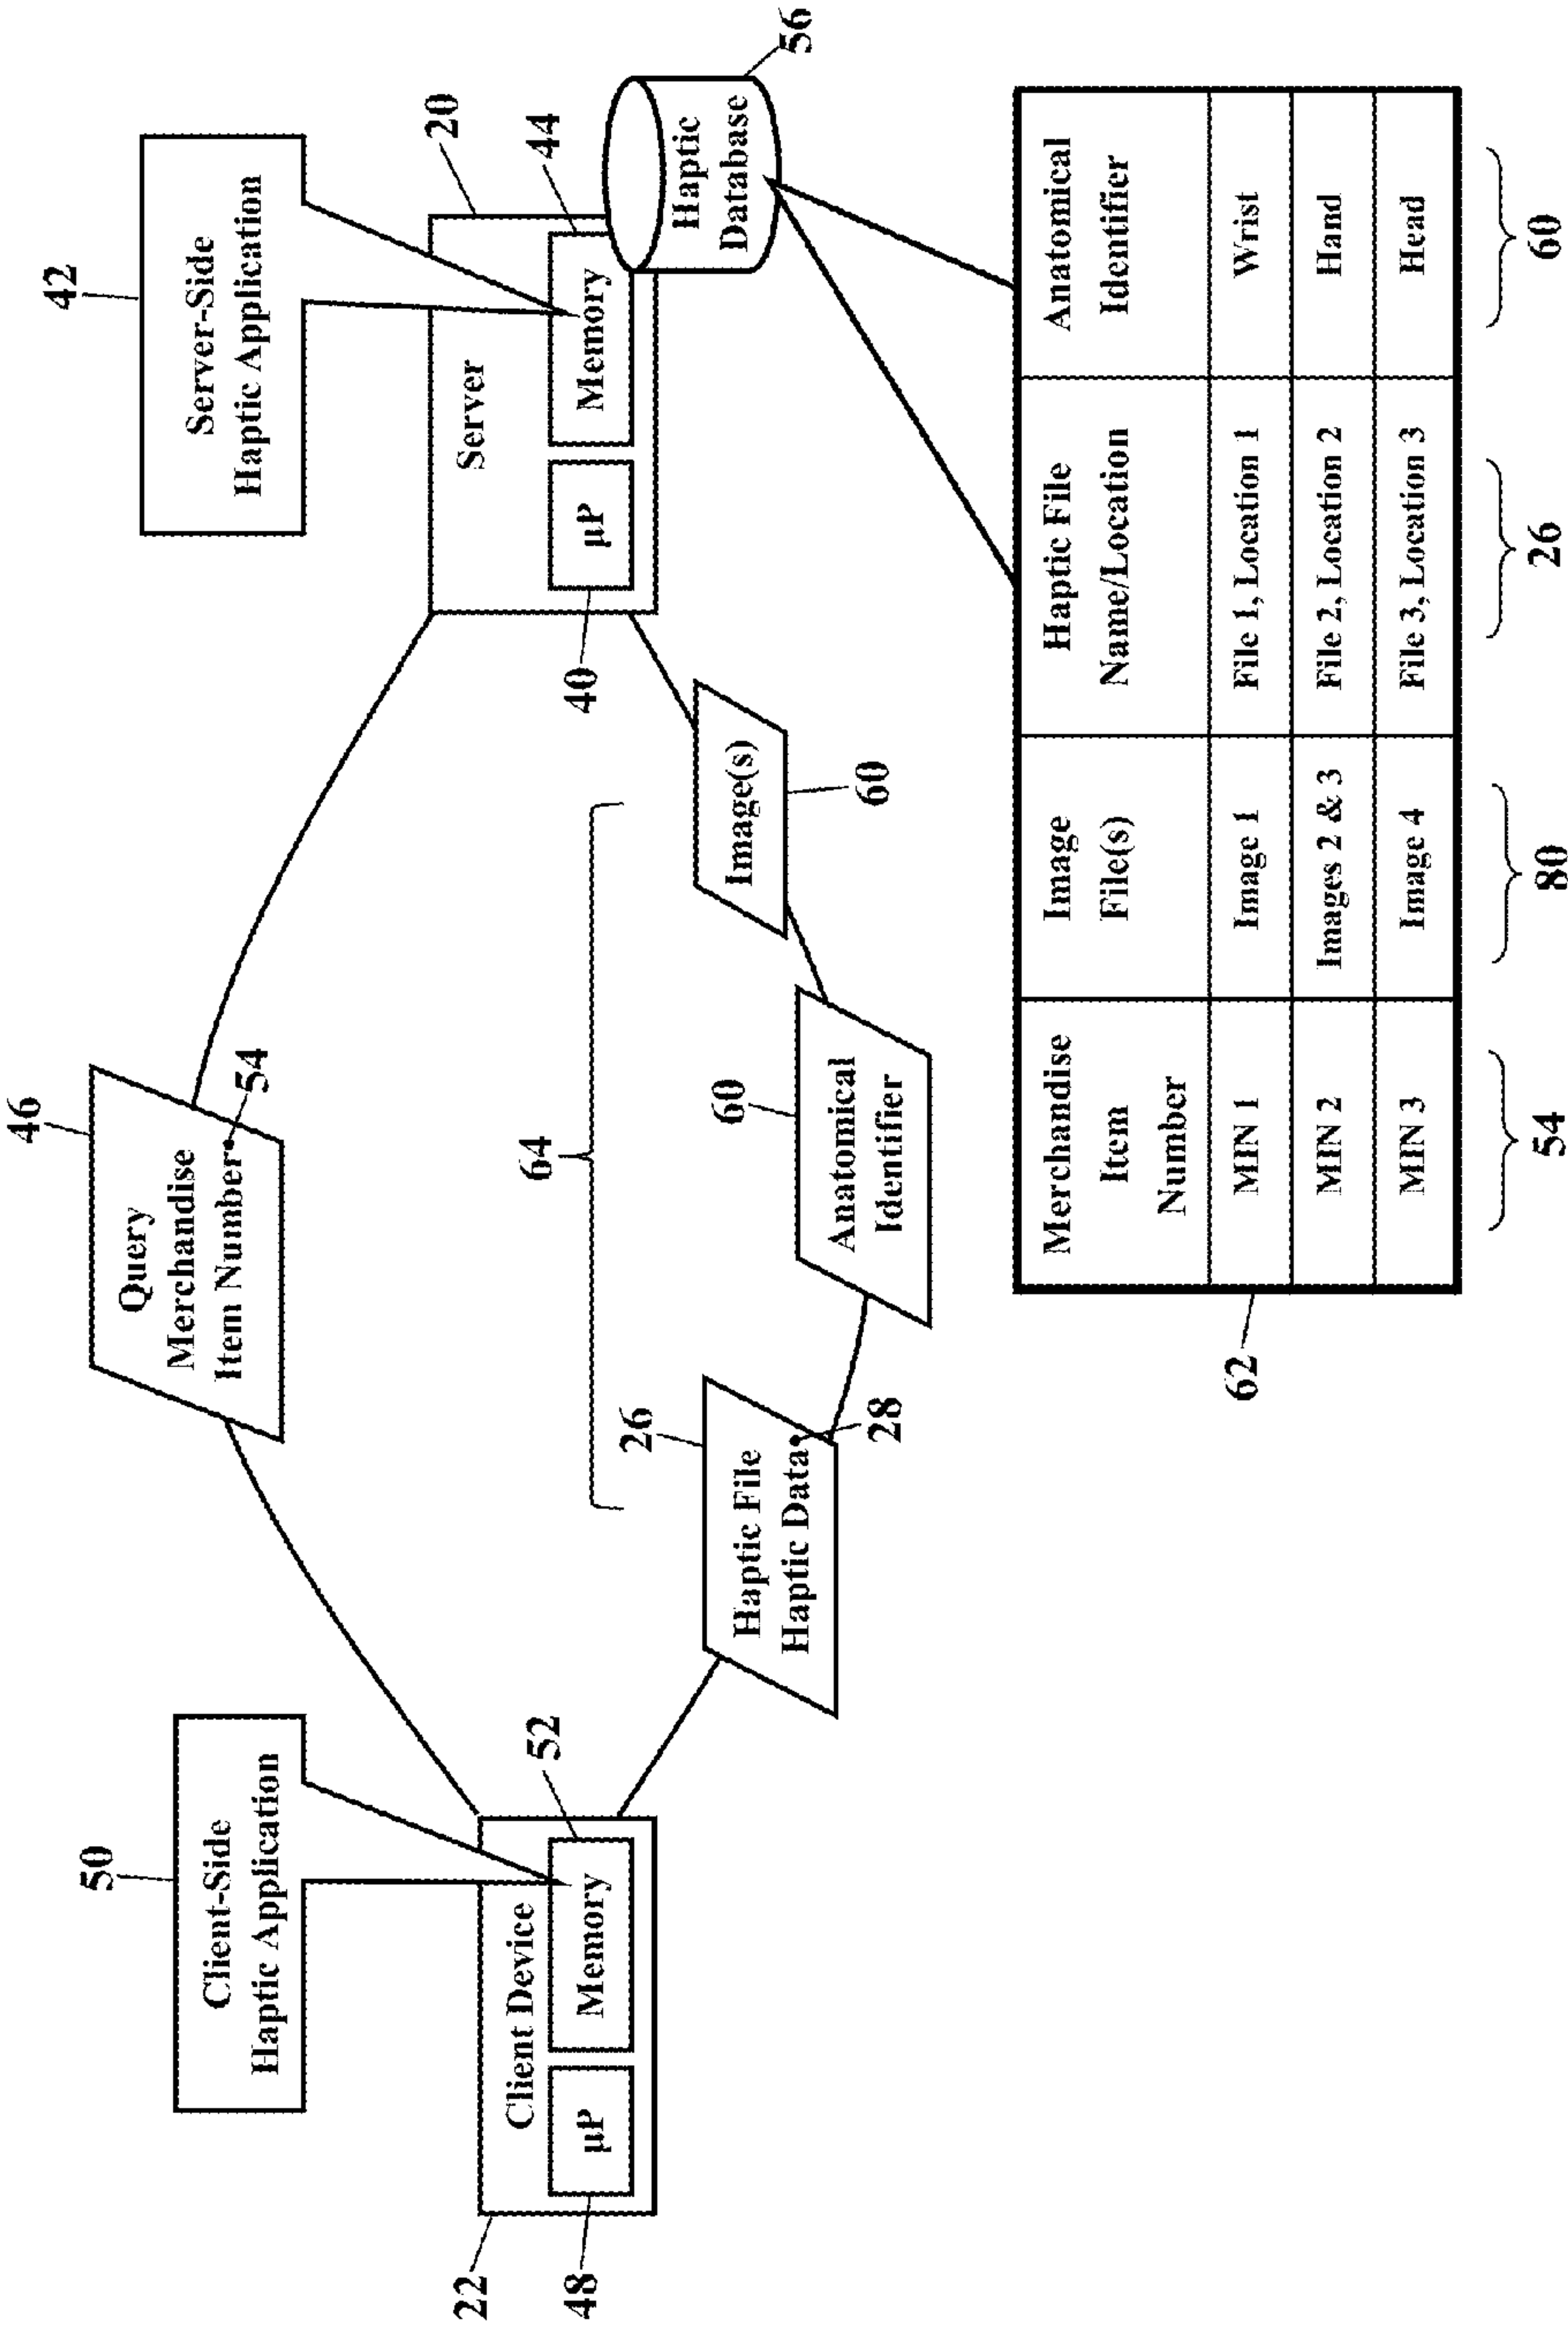 50
Client-Side
Haptic Application
22
Client Device
48
μP
Memory
52
46
Query
Merchandise
Item Number
54
42
Server-Side
Haptic Application
20
Server
40
μP
Memory
44
Haptic
Database
56
64
26
Haptic File
Haptic Data
28
60
Anatomical
Identifier
Image(s)
60
62
Merchandise
Item
Number
Image
File(s)
Haptic File
Name/Location
Anatomical
Identifier
MIN 1
Image 1
File 1, Location 1
Wrist
MIN 2
Images 2 & 3
File 2, Location 2
Hand
MIN 3
Image 4
File 3, Location 3
Head
54
80
26
60